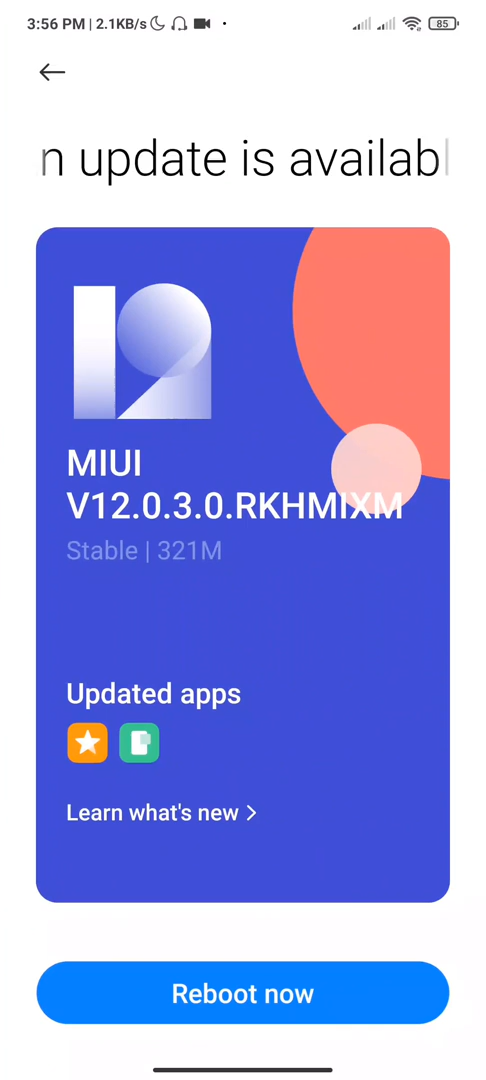 3:56 PM | 2.1KB/s
85
n update is availabl
MIUI
V12.0.3.0.RKHMIXM
Stable | 321M
Updated apps
Learn what's new >
Reboot now